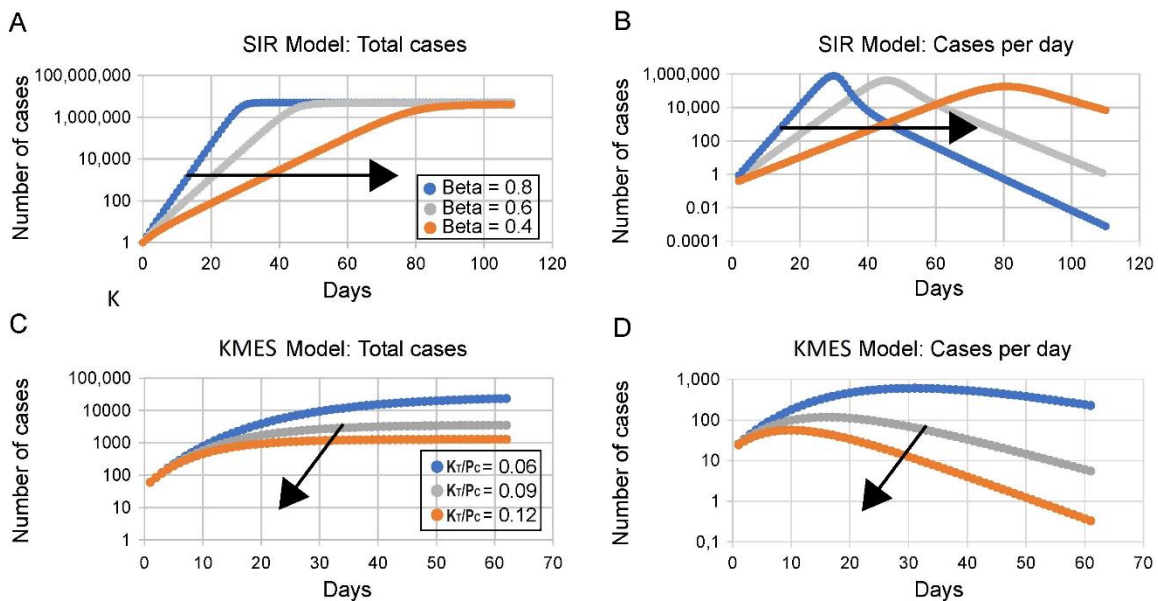 A
SIR Model: Total cases
Number of cases
100,000,000
1,000,000
10,000
100
1
Beta = 0.8
Beta = 0.6
Beta = 0.4
0 20 40 60 80 100 120
Days
B
SIR Model: Cases per day
Number of cases
1,000,000
10,000
100
1
0.01
0.0001
0 20 40 60 80 100 120
Days
K
C
KMES Model: Total cases
Number of cases
100,000
10000
1000
100
10
1
KT/PC = 0.06
KT/PC = 0.09
KT/PC = 0.12
0 10 20 30 40 50 60 70
Days
D
KMES Model: Cases per day
Number of cases
1,000
100
10
1
0,1
0 10 20 30 40 50 60 70
Days